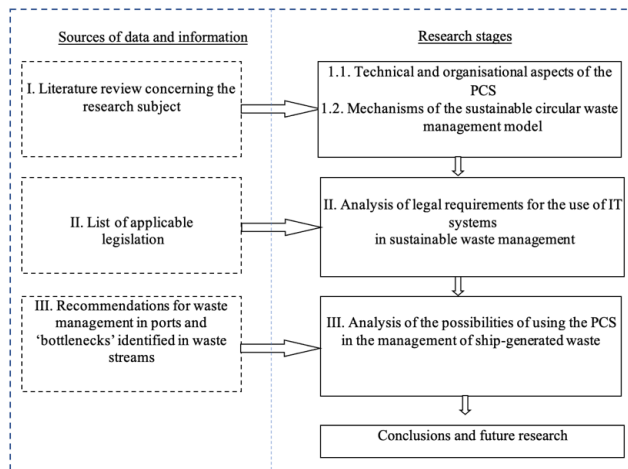 Sources of data and information
I. Literature review concerning the
research subject
II. List of applicable
legislation
III. Recommendations for waste
management in ports and
‘bottlenecks’ identified in waste
streams
Research stages
1.1. Technical and organisational aspects of the
PCS
1.2. Mechanisms of the sustainable circular waste
management model
II. Analysis of legal requirements for the use of IT
systems
in sustainable waste management
III. Analysis of the possibilities of using the PCS
in the management of ship-generated waste
Conclusions and future research